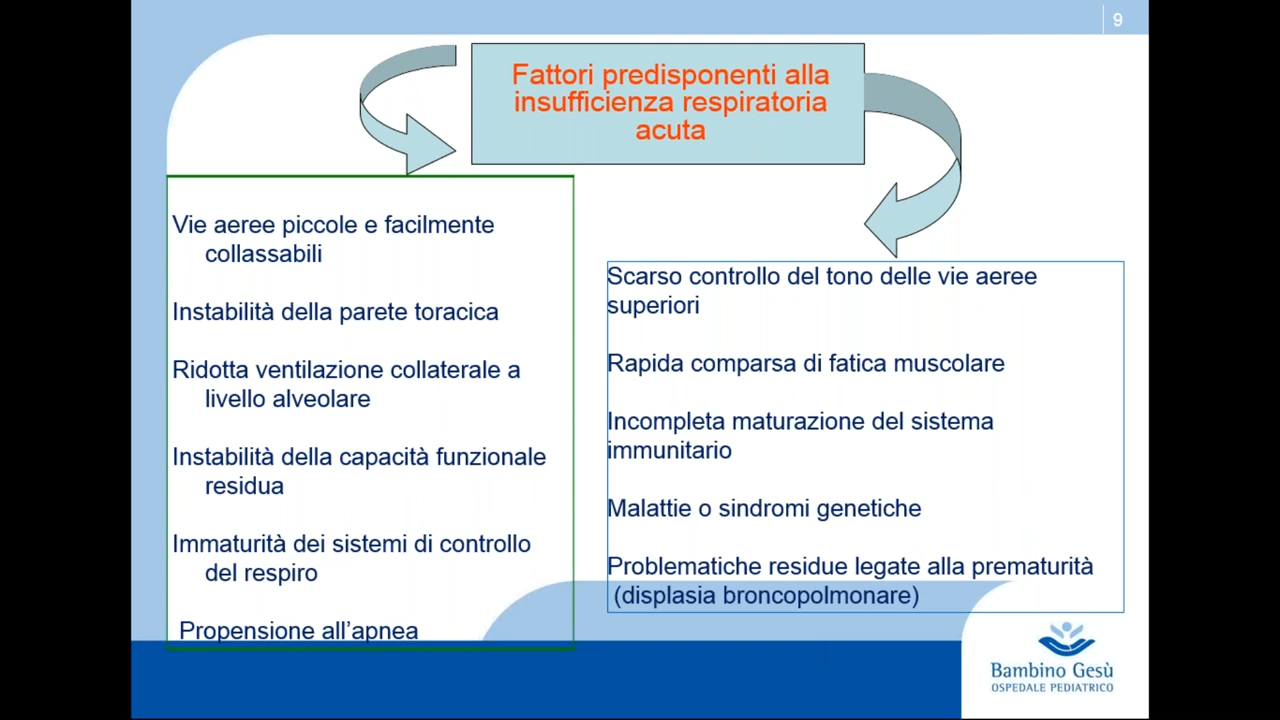 9
Fattori predisponenti alla
insufficienza respiratoria
acuta
Vie aeree piccole e facilmente
collassabili
Instabilità della parete toracica
Ridotta ventilazione collaterale a
livello alveolare
Instabilità della capacità funzionale
residua
Immaturità dei sistemi di controllo
del respiro
Propensione all’apnea
Scarso controllo del tono delle vie aeree
superiori
Rapida comparsa di fatica muscolare
Incompleta maturazione del sistema
immunitario
Malattie o sindromi genetiche
Problematiche residue legate alla prematurità
(displasia broncopolmonare)
Bambino Gesù
OSPEDALE PEDIATRICO